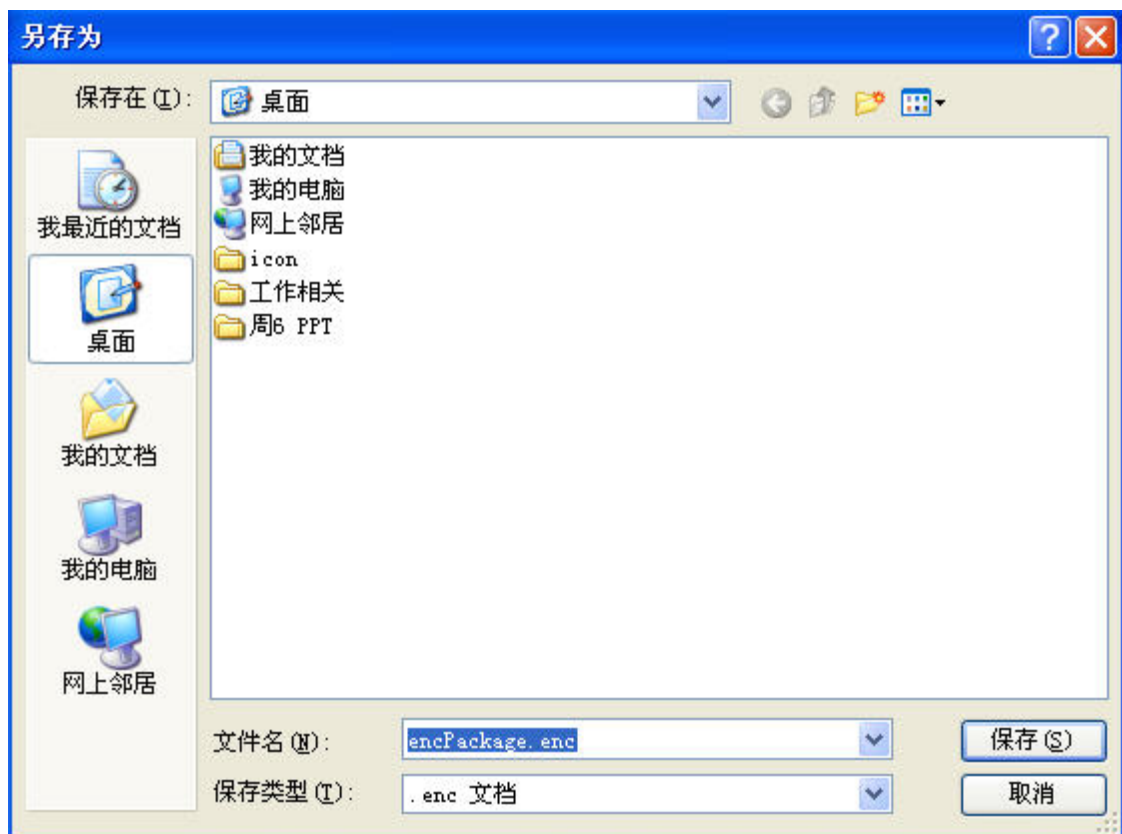 另存为
保存在(I):
桌面
我最近的文档
桌面
我的文档
我的电脑
网上邻居
我的文档
我的电脑
网上邻居
icon
工作相关
周6 PPT
文件名(N):
encPackage.enc
保存(S)
保存类型(T):
.enc 文档
取消